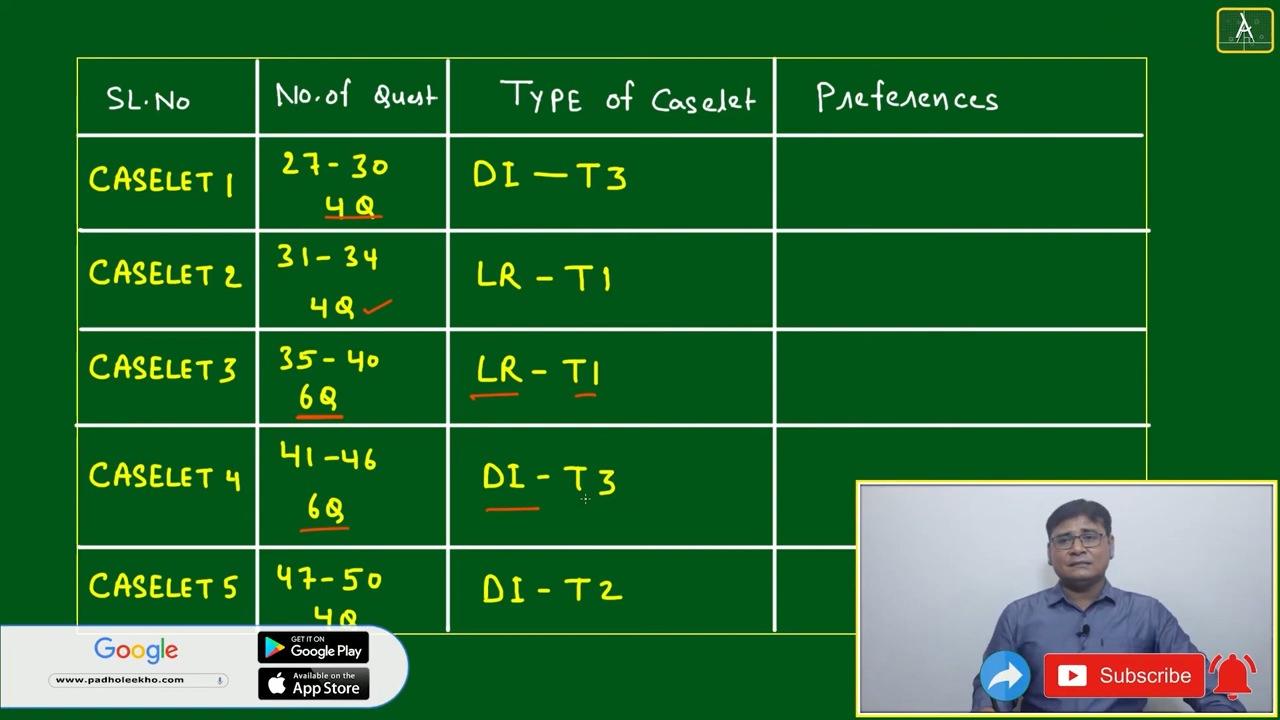 SL.No
No.of Quest
TYPE of Caselet
Preferences
CASELET 1
27-30
4Q
DI — T3
CASELET 2
31-34
4Q
LR - T1
CASELET 3
35-40
6Q
LR - T1
CASELET 4
41-46
6Q
DI - T3
CASELET 5
47-50
4Q
DI - T2
Google
www.padholeekho.com
GET IT ON
Google Play
Available on the
App Store
Subscribe